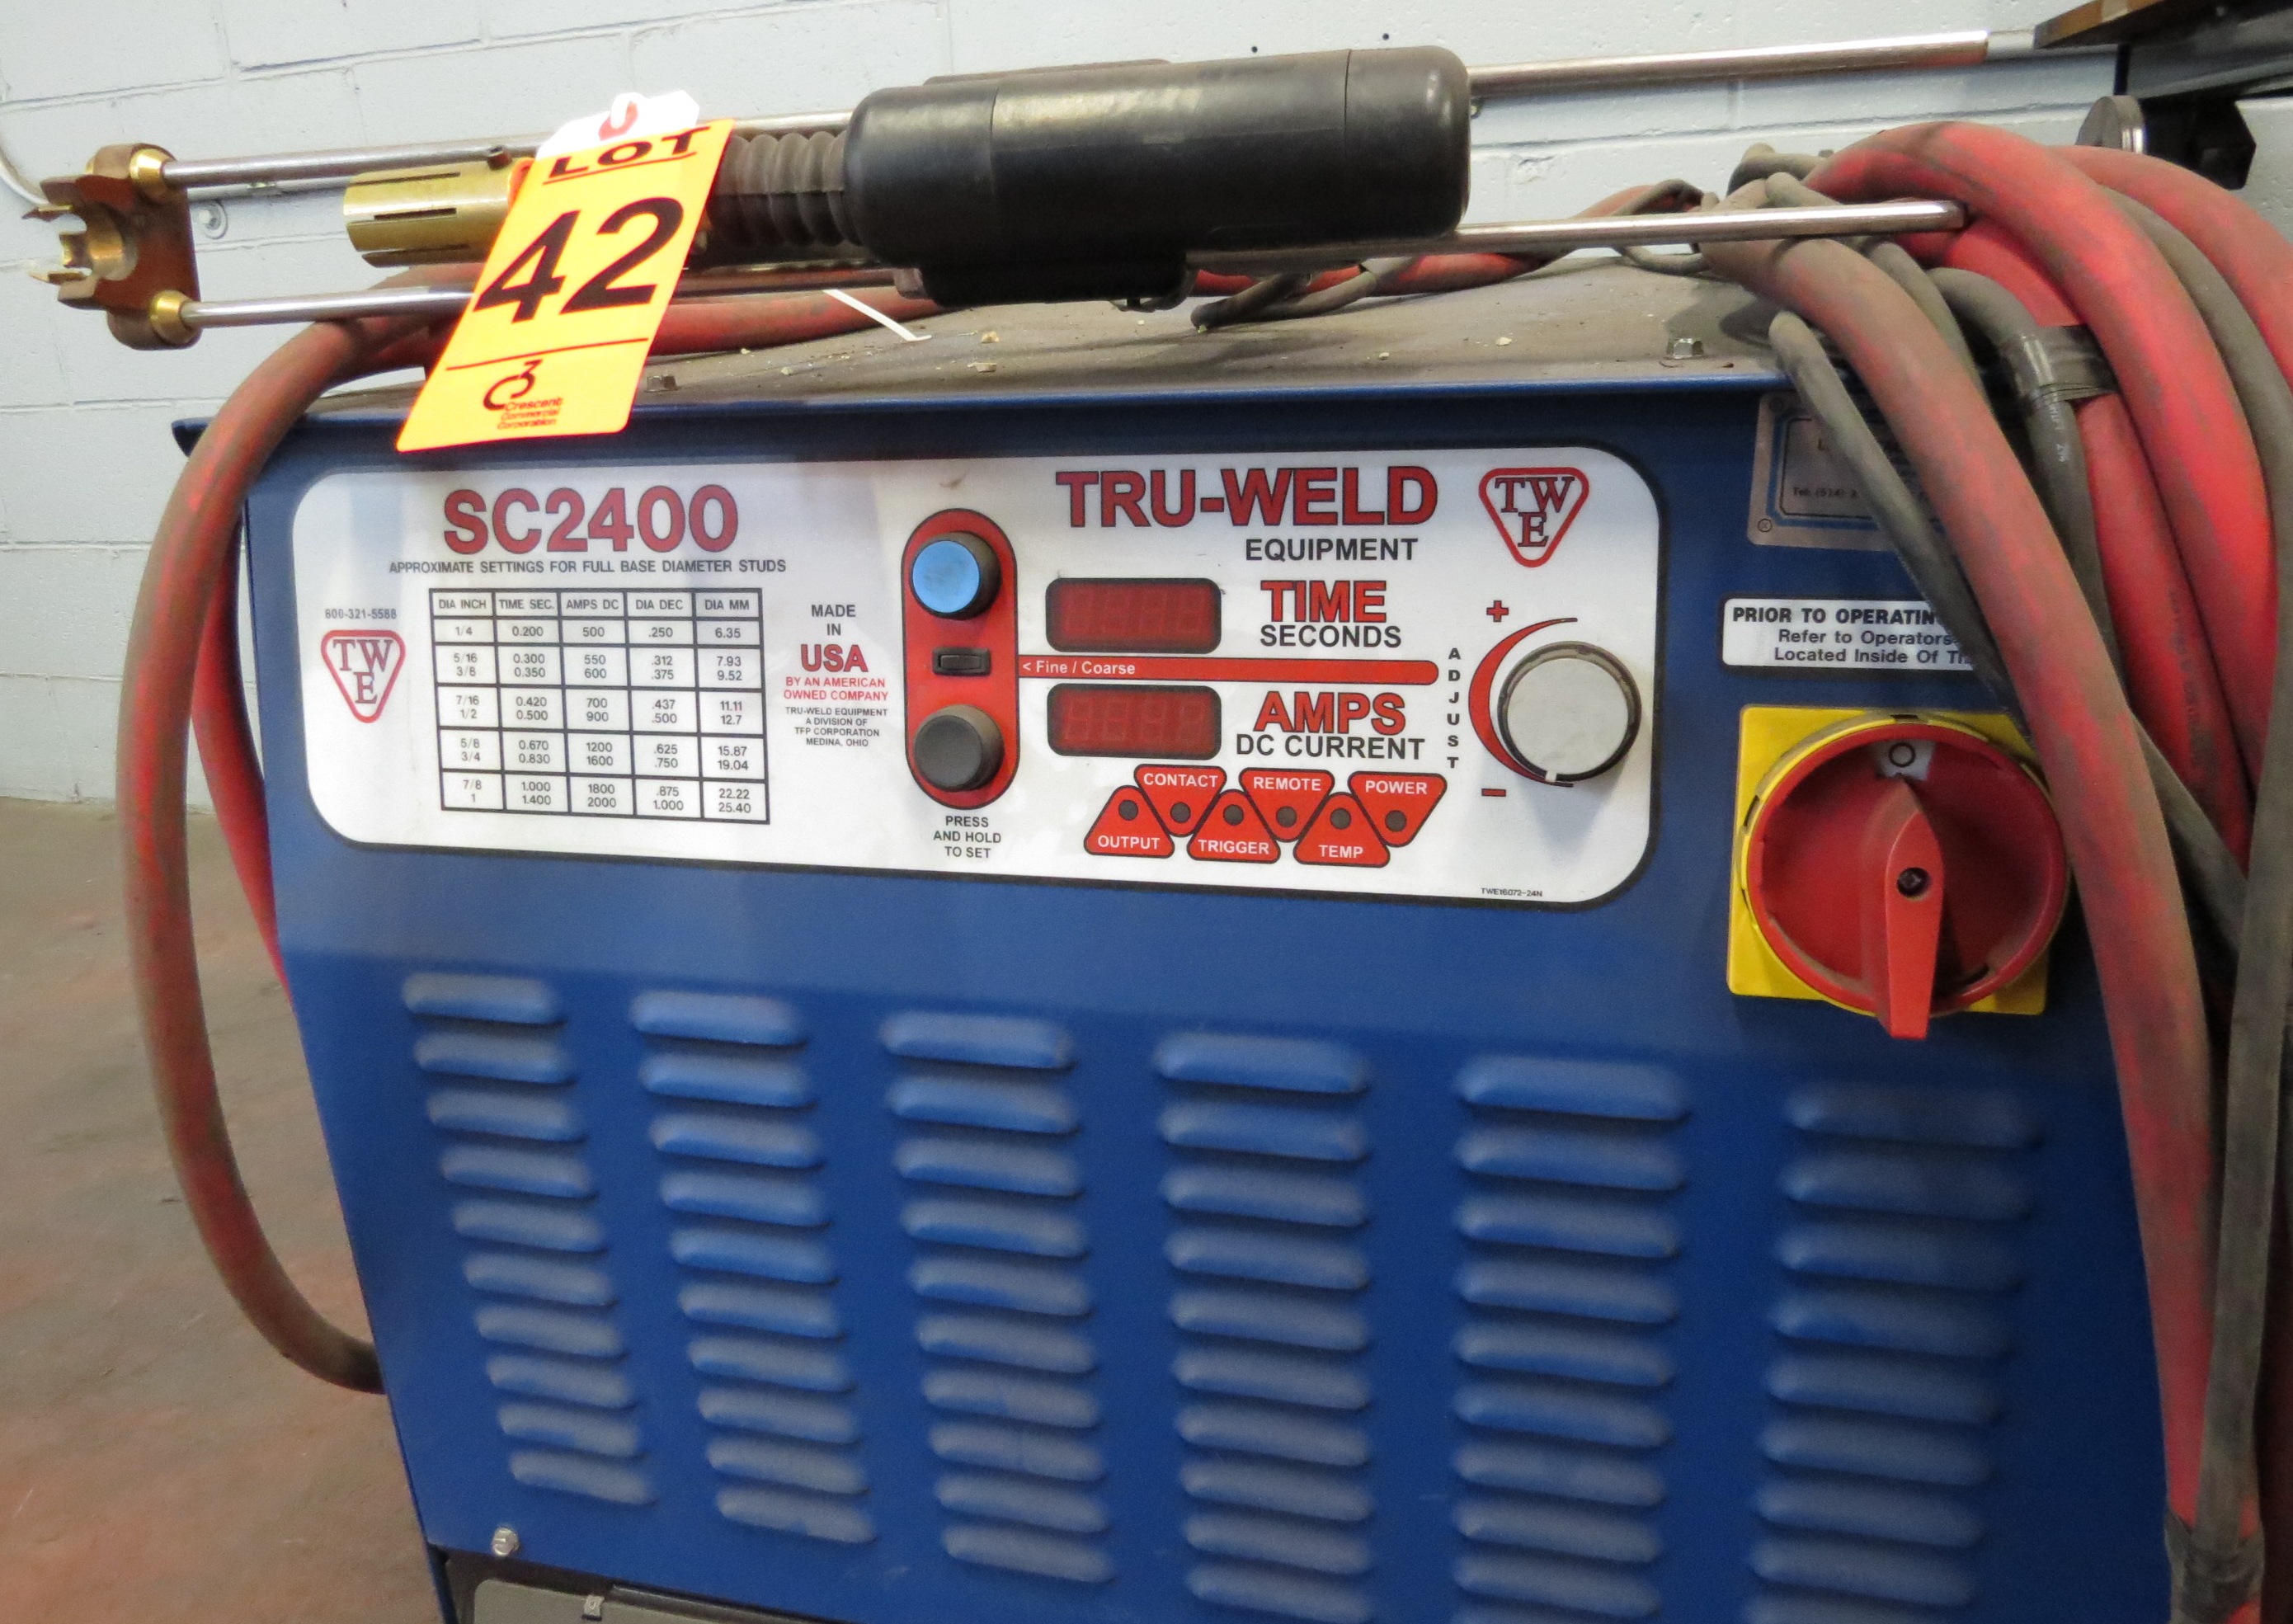 LOT
42
C3
Crescent
Commercial
Corporation
SC2400
APPROXIMATE SETTINGS FOR FULL BASE DIAMETER STUDS
800-321-5588
TWE
DIA INCH TIME SEC. AMPS DC DIA DEC DIA MM
1/4 0.200 500 .250 6.35
5/16 0.300 550 .312 7.93
3/8 0.350 600 .375 9.52
7/16 0.420 700 .437 11.11
1/2 0.500 900 .500 12.7
5/8 0.670 1200 .625 15.87
3/4 0.830 1600 .750 19.04
7/8 1.000 1800 .875 22.22
1 1.400 2000 1.000 25.40
MADE
IN
USA
BY AN AMERICAN
OWNED COMPANY
TRU-WELD EQUIPMENT
A DIVISION OF
TFP CORPORATION
MEDINA, OHIO
PRESS
AND HOLD
TO SET
TRU-WELD
EQUIPMENT
TWE
TIME
SECONDS
< Fine / Coarse
AMPS
DC CURRENT
ADJUST
+
−
CONTACT REMOTE POWER
OUTPUT TRIGGER TEMP
TWE16072-24N
PRIOR TO OPERATIN
Refer to Operators
Located Inside Of
O